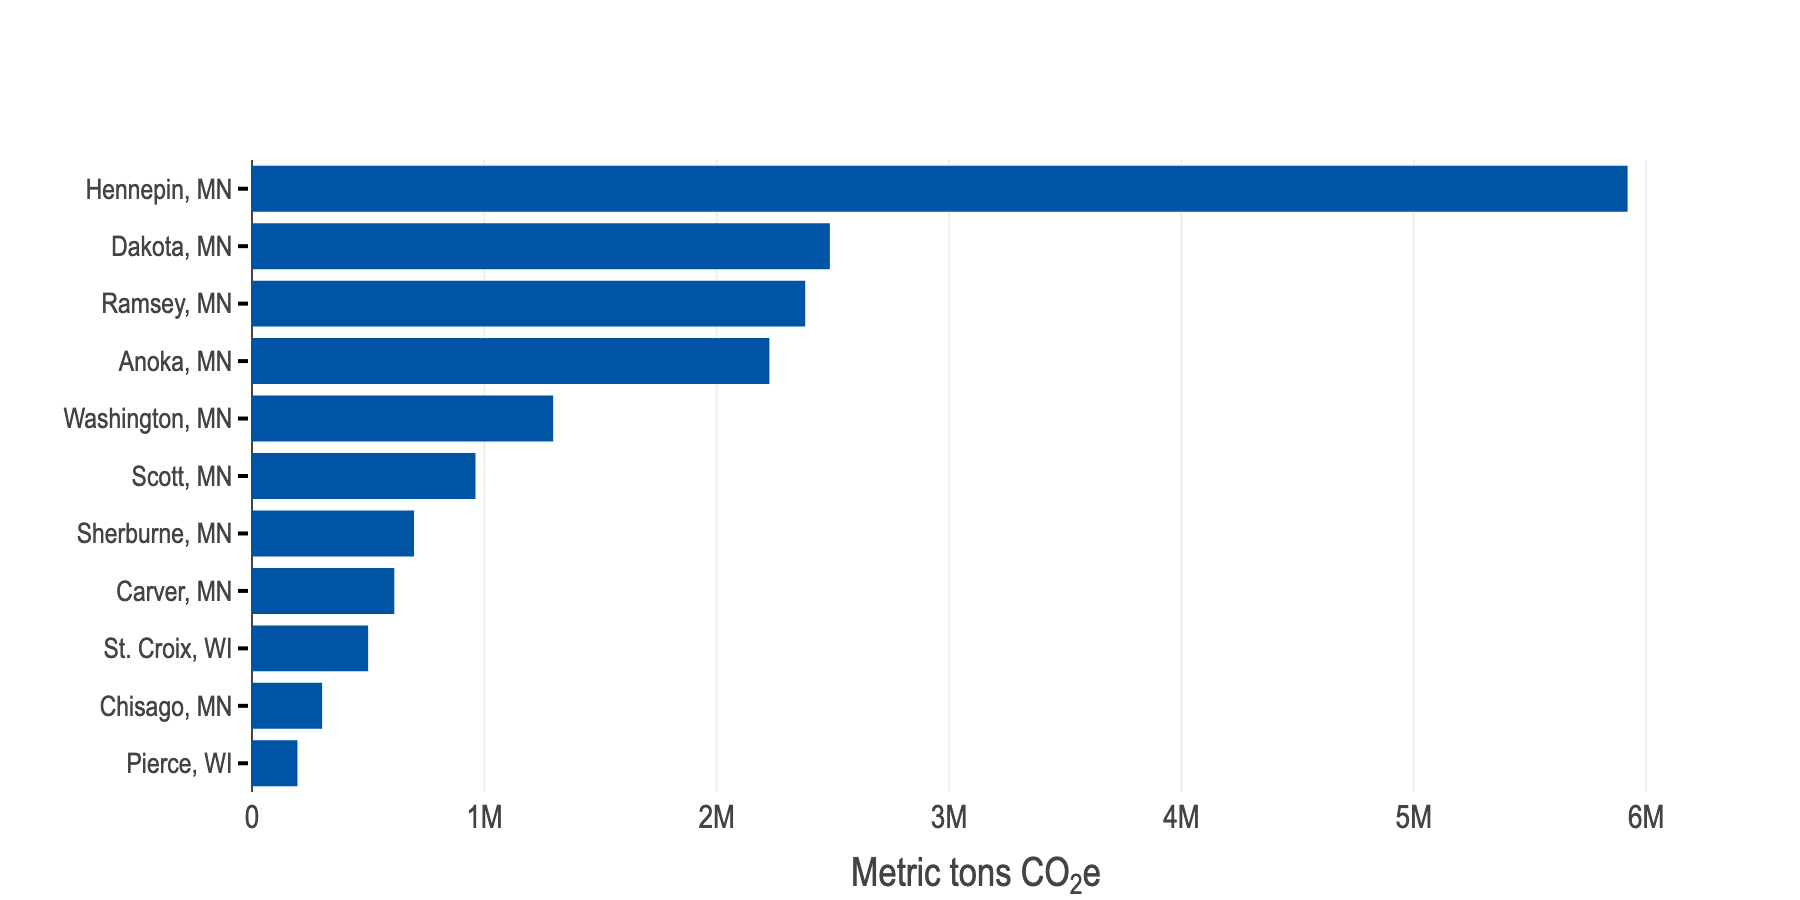 Hennepin, MN
Dakota, MN
Ramsey, MN
Anoka, MN
Washington, MN
Scott, MN
Sherburne, MN
Carver, MN
St. Croix, WI
Chisago, MN
Pierce, WI
0 1M 2M 3M 4M 5M 6M
Metric tons CO₂e